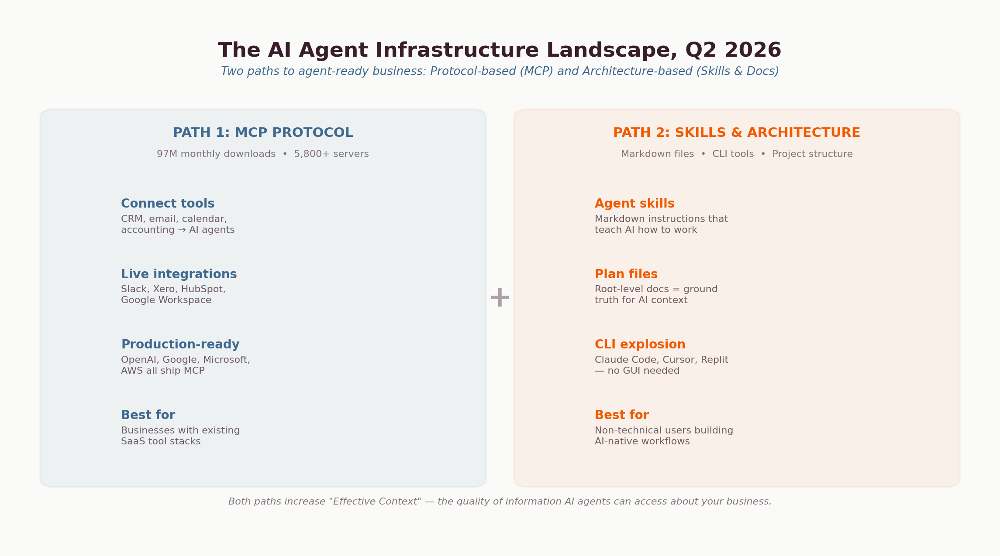 The AI Agent Infrastructure Landscape, Q2 2026
Two paths to agent-ready business: Protocol-based (MCP) and Architecture-based (Skills & Docs)
PATH 1: MCP PROTOCOL
97M monthly downloads • 5,800+ servers
Connect tools
CRM, email, calendar,
accounting → AI agents
Live integrations
Slack, Xero, HubSpot,
Google Workspace
Production-ready
OpenAI, Google, Microsoft,
AWS all ship MCP
Best for
Businesses with existing
SaaS tool stacks
+
PATH 2: SKILLS & ARCHITECTURE
Markdown files • CLI tools • Project structure
Agent skills
Markdown instructions that
teach AI how to work
Plan files
Root-level docs = ground
truth for AI context
CLI explosion
Claude Code, Cursor, Replit
— no GUI needed
Best for
Non-technical users building
AI-native workflows
Both paths increase "Effective Context" — the quality of information AI agents can access about your business.